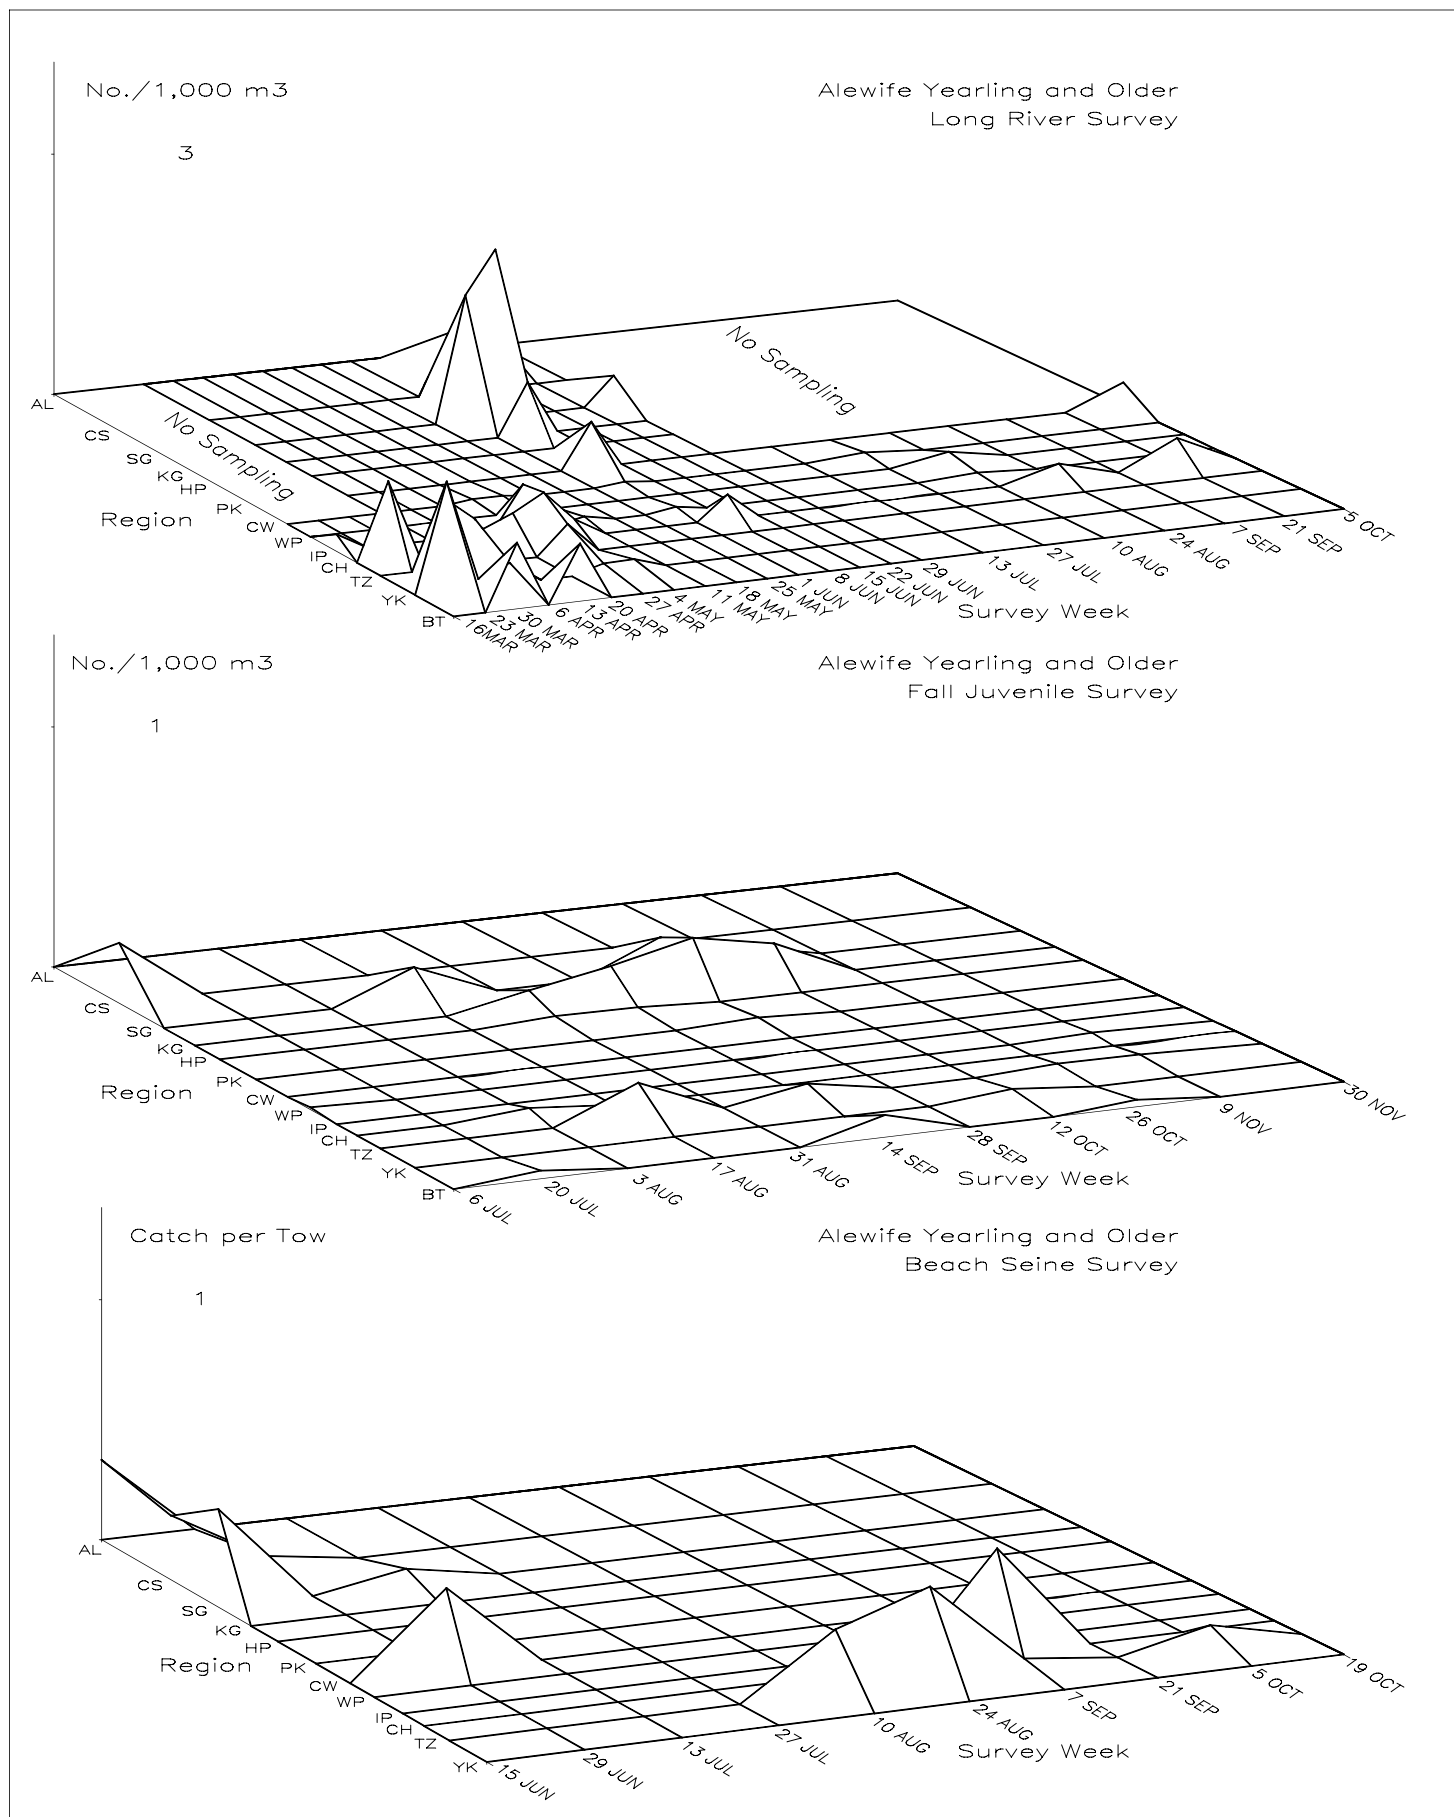 No./1,000 m3
Alewife Yearling and Older
Long River Survey
3
No Sampling
AL
CS
SG
KG
HP
PK
CW
WP
IP
CH
TZ
YK
BT
No Sampling
Region
16MAR
23 MAR
30 MAR
6 APR
13 APR
20 APR
27 APR
4 MAY
11 MAY
18 MAY
25 MAY
1 JUN
8 JUN
15 JUN
22 JUN
29 JUN
13 JUL
27 JUL
10 AUG
24 AUG
7 SEP
21 SEP
5 OCT
Survey Week
No./1,000 m3
Alewife Yearling and Older
Fall Juvenile Survey
1
AL
CS
SG
KG
HP
PK
CW
WP
IP
CH
TZ
YK
BT
Region
6 JUL
20 JUL
3 AUG
17 AUG
31 AUG
14 SEP
28 SEP
12 OCT
26 OCT
9 NOV
30 NOV
Survey Week
Catch per Tow
Alewife Yearling and Older
Beach Seine Survey
1
AL
CS
SG
KG
HP
PK
CW
WP
IP
CH
TZ
YK
Region
15 JUN
29 JUN
13 JUL
27 JUL
10 AUG
24 AUG
7 SEP
21 SEP
5 OCT
19 OCT
Survey Week